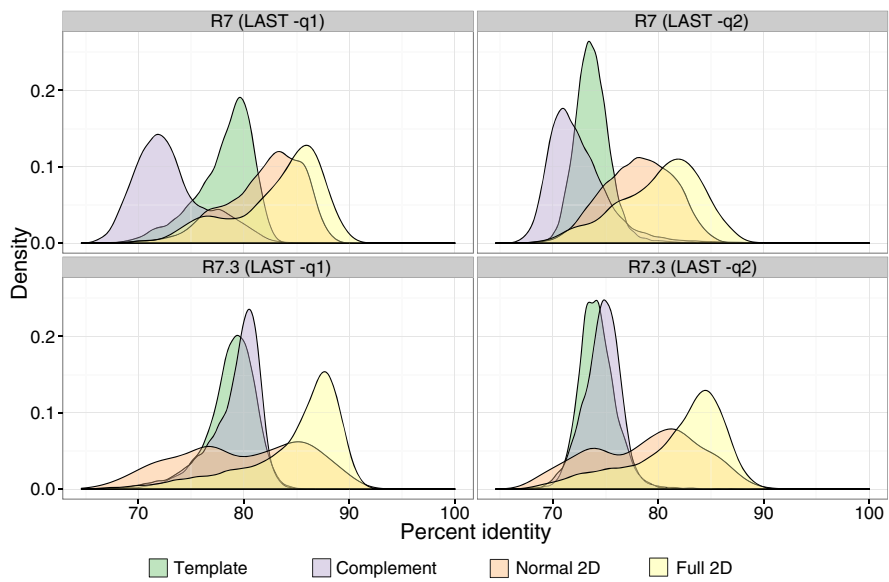 R7 (LAST -q1)
R7 (LAST -q2)
0.2
0.1
0.0
Density
R7.3 (LAST -q1)
R7.3 (LAST -q2)
0.2
0.1
0.0
70 80 90 100 70 80 90 100
Percent identity
Template Complement Normal 2D Full 2D